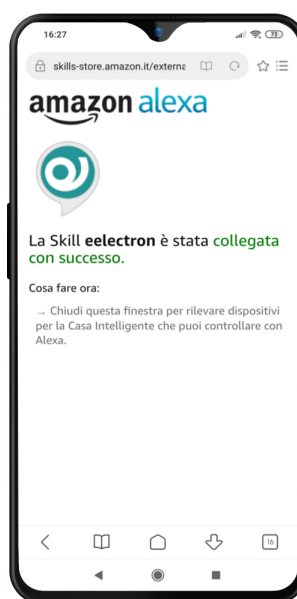 16:27
73
skills-store.amazon.it/externa
amazon alexa
La Skill eelectron è stata collegata
con successo.
Cosa fare ora:
→ Chiudi questa finestra per rilevare dispositivi
per la Casa Intelligente che puoi controllare con
Alexa.
16